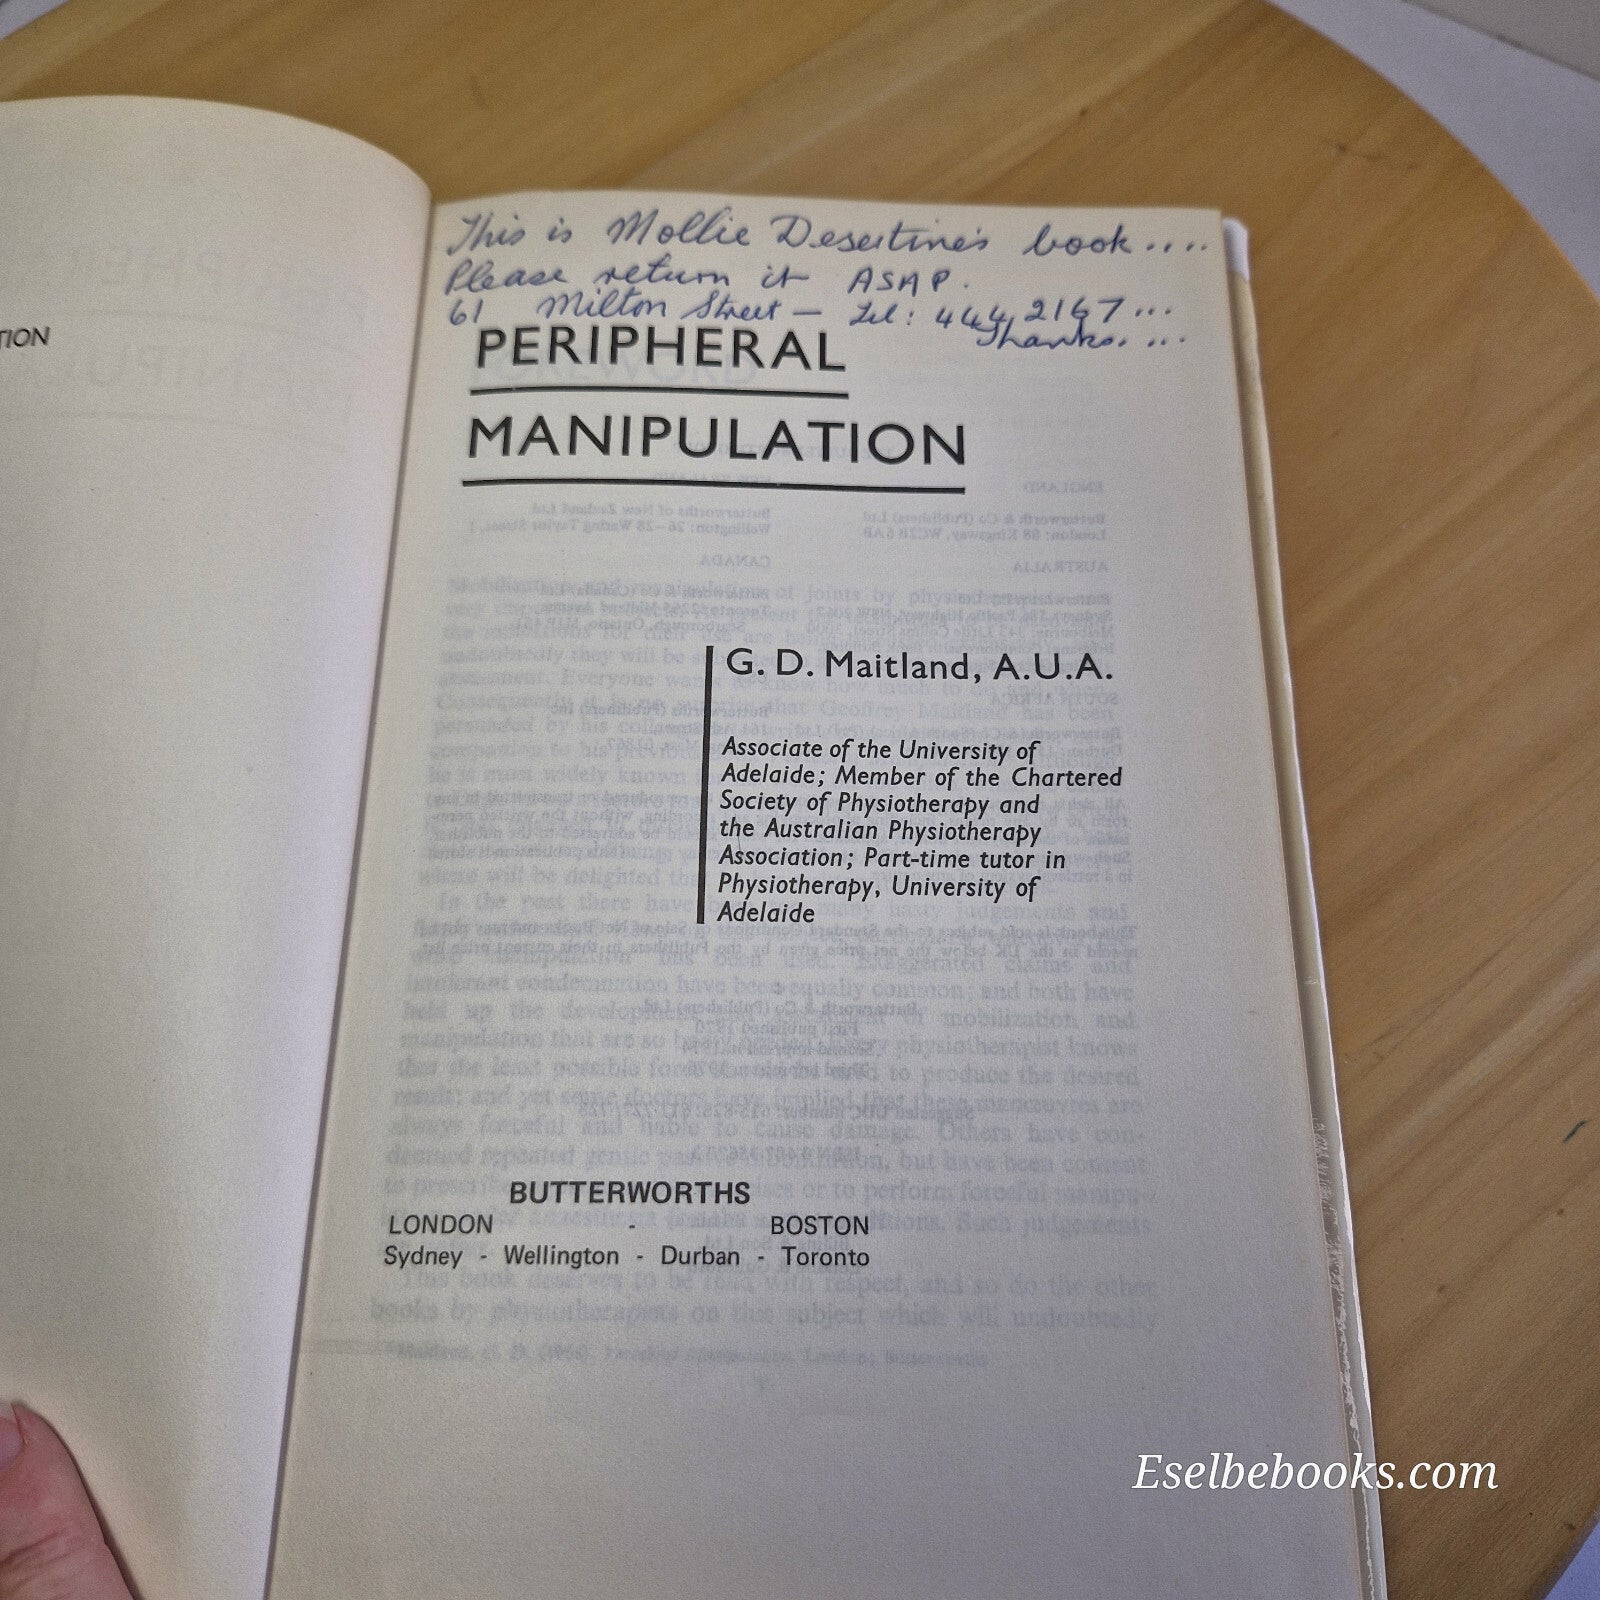 TION
This is Mollie Desertine's book....
Please return it ASAP.
61 Milton Street — Tel: 444 2167...
Thanks....
PERIPHERAL
MANIPULATION
G. D. Maitland, A.U.A.
Associate of the University of
Adelaide; Member of the Chartered
Society of Physiotherapy and
the Australian Physiotherapy
Association; Part-time tutor in
Physiotherapy, University of
Adelaide
BUTTERWORTHS
LONDON - BOSTON
Sydney - Wellington - Durban - Toronto
Eselbebooks.com